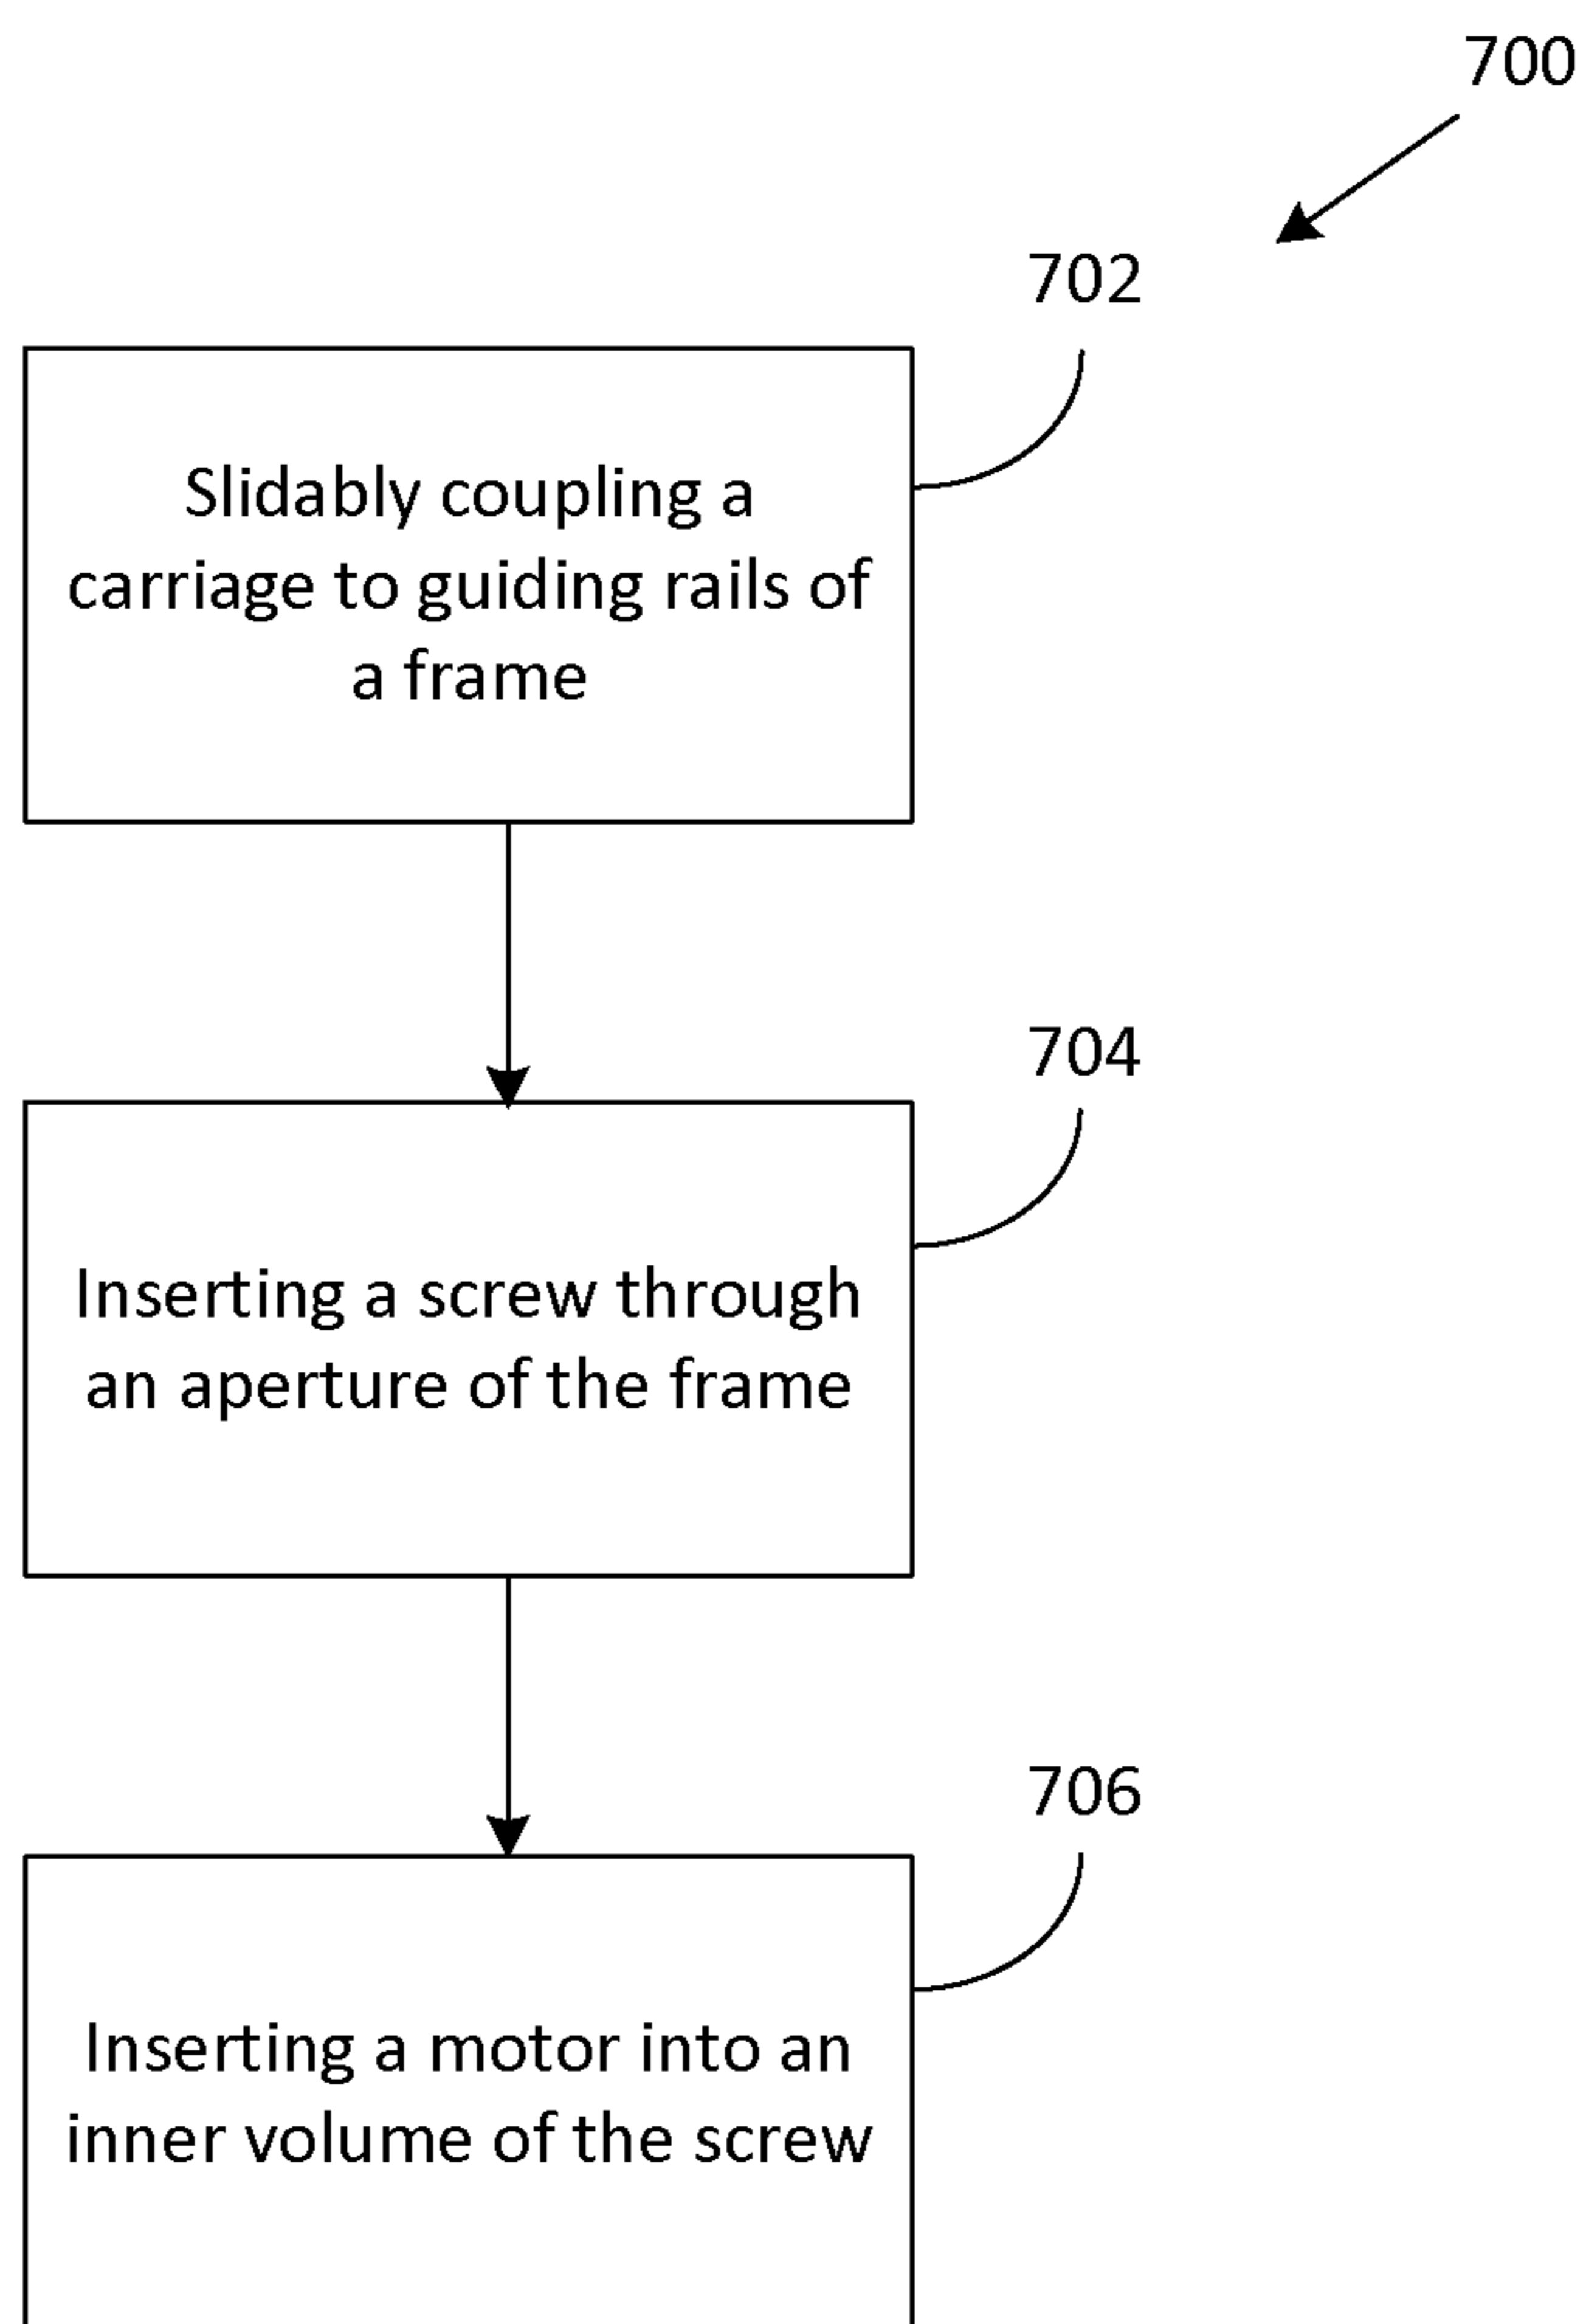 700
702
Slidably coupling a
carriage to guiding rails of
a frame
704
Inserting a screw through
an aperture of the frame
706
Inserting a motor into an
inner volume of the screw